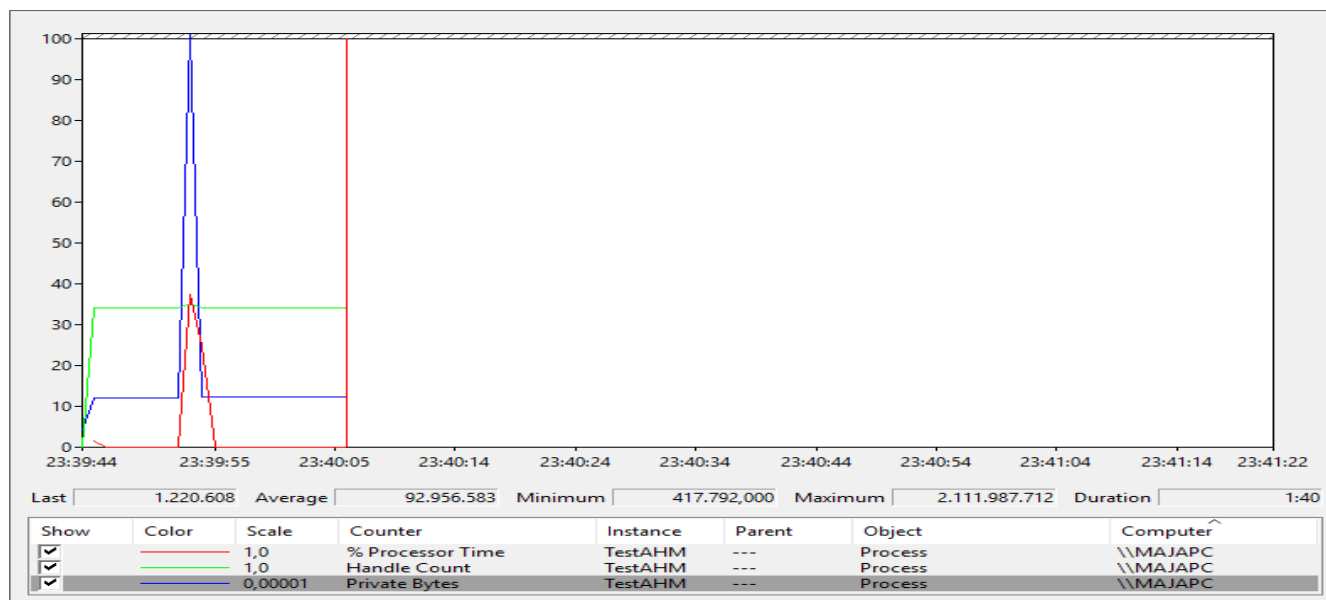 100
90
80
70
60
50
40
30
20
10
0
23:39:44 23:39:55 23:40:05 23:40:14 23:40:24 23:40:34 23:40:44 23:40:54 23:41:04 23:41:14 23:41:22
Last 1.220.608 Average 92.956.583 Minimum 417.792,000 Maximum 2.111.987.712 Duration 1:40
Show Color Scale Counter Instance Parent Object Computer
1,0 % Processor Time TestAHM --- Process \\MAJAPC
1,0 Handle Count TestAHM --- Process \\MAJAPC
0,00001 Private Bytes TestAHM --- Process \\MAJAPC